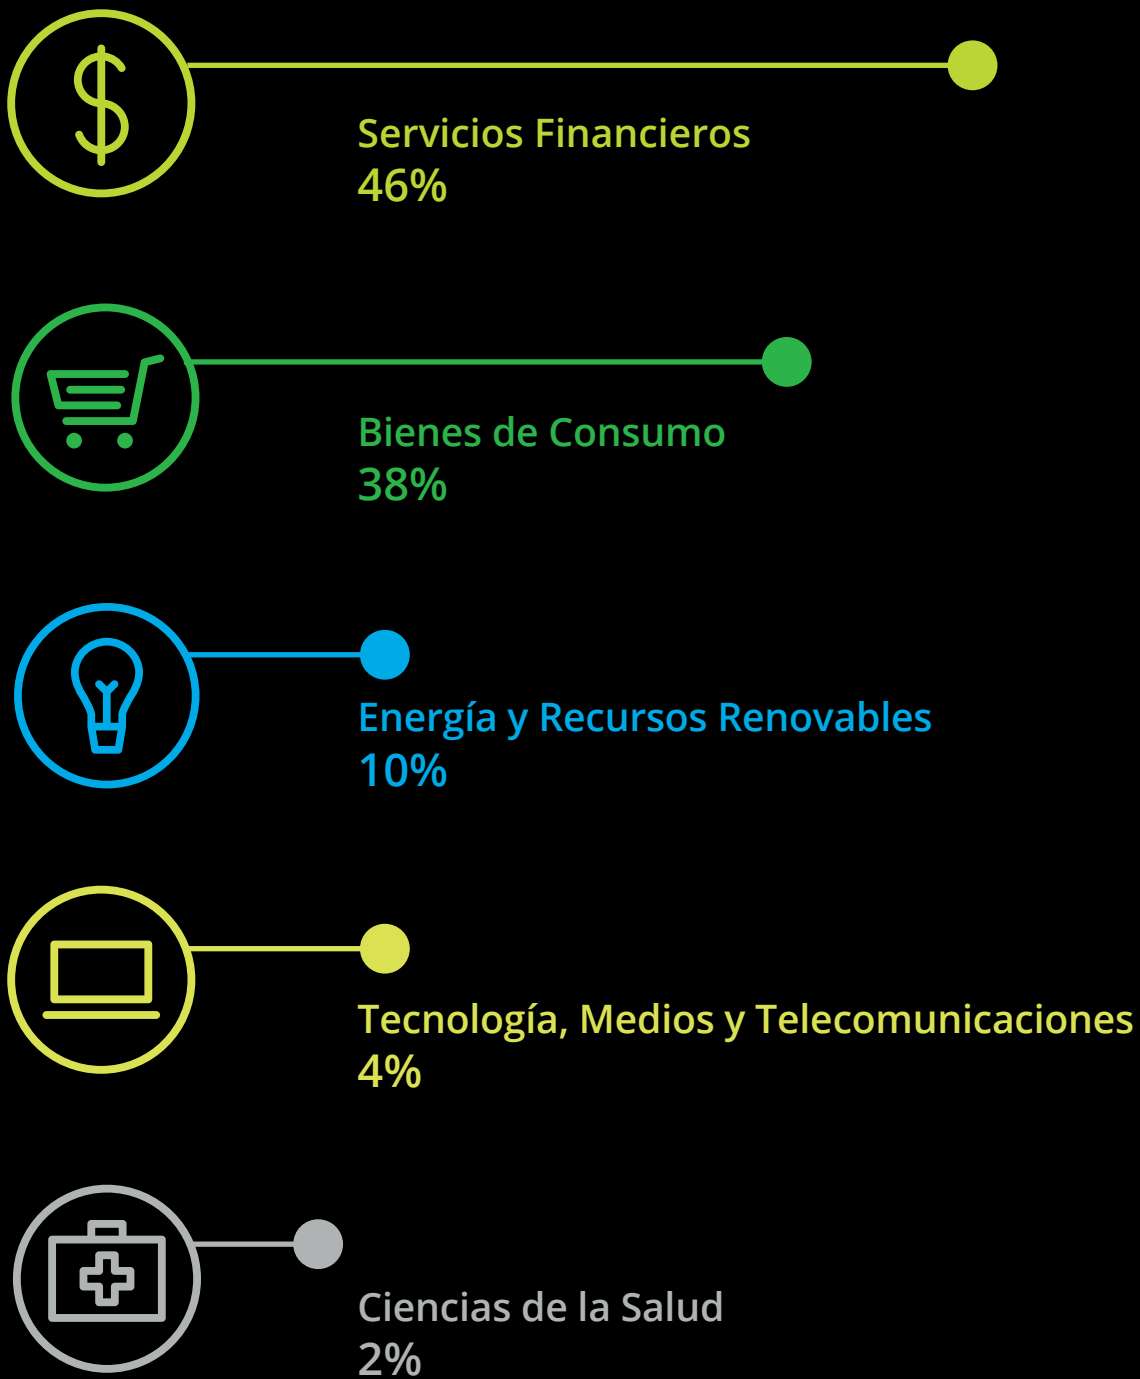 Servicios Financieros
46%
Bienes de Consumo
38%
Energía y Recursos Renovables
10%
Tecnología, Medios y Telecomunicaciones
4%
Ciencias de la Salud
2%